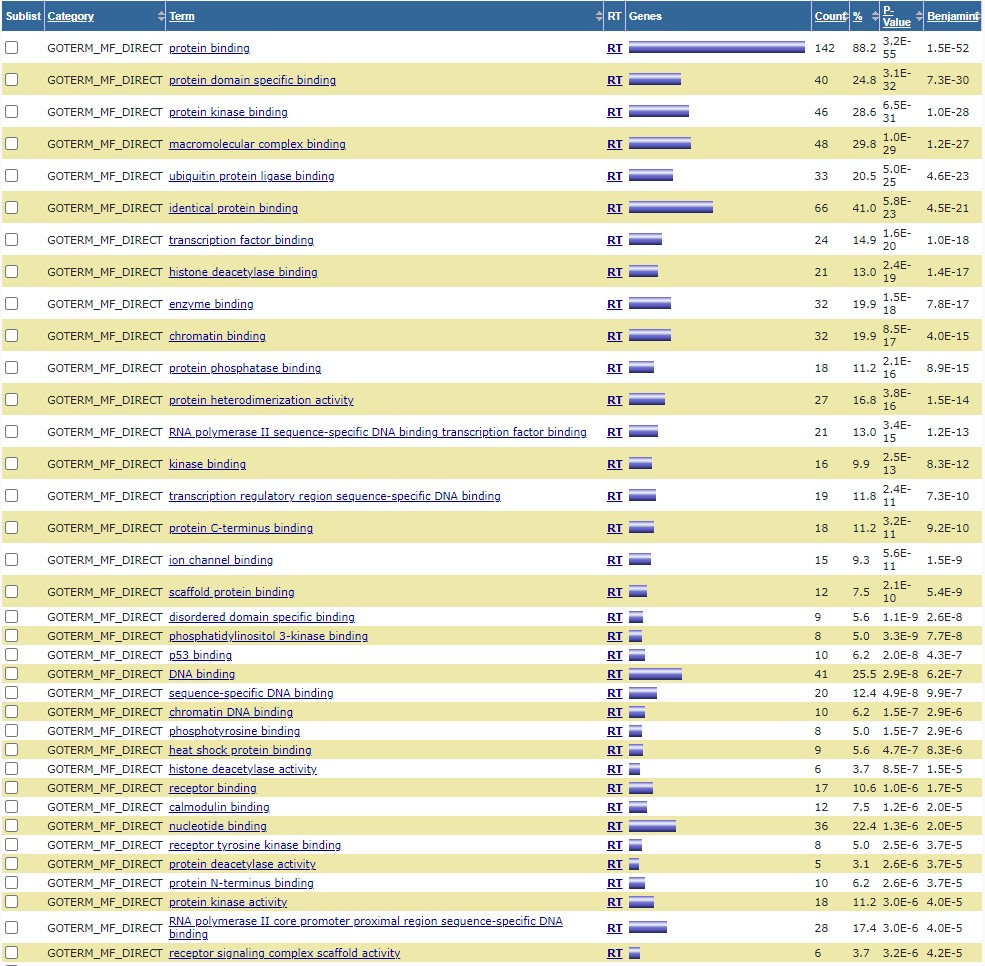 Sublist Category Term RT Genes Count % P-Value Benjamini
GOTERM_MF_DIRECT protein binding RT 142 88.2 3.2E-55 1.5E-52
GOTERM_MF_DIRECT protein domain specific binding RT 40 24.8 3.1E-32 7.3E-30
GOTERM_MF_DIRECT protein kinase binding RT 46 28.6 6.5E-31 1.0E-28
GOTERM_MF_DIRECT macromolecular complex binding RT 48 29.8 1.0E-29 1.2E-27
GOTERM_MF_DIRECT ubiquitin protein ligase binding RT 33 20.5 5.0E-25 4.6E-23
GOTERM_MF_DIRECT identical protein binding RT 66 41.0 5.8E-23 4.5E-21
GOTERM_MF_DIRECT transcription factor binding RT 24 14.9 1.6E-20 1.0E-18
GOTERM_MF_DIRECT histone deacetylase binding RT 21 13.0 2.4E-19 1.4E-17
GOTERM_MF_DIRECT enzyme binding RT 32 19.9 1.5E-18 7.8E-17
GOTERM_MF_DIRECT chromatin binding RT 32 19.9 8.5E-17 4.0E-15
GOTERM_MF_DIRECT protein phosphatase binding RT 18 11.2 2.1E-16 8.9E-15
GOTERM_MF_DIRECT protein heterodimerization activity RT 27 16.8 3.8E-16 1.5E-14
GOTERM_MF_DIRECT RNA polymerase II sequence-specific DNA binding transcription factor binding RT 21 13.0 3.4E-15 1.2E-13
GOTERM_MF_DIRECT kinase binding RT 16 9.9 2.5E-13 8.3E-12
GOTERM_MF_DIRECT transcription regulatory region sequence-specific DNA binding RT 19 11.8 2.4E-11 7.3E-10
GOTERM_MF_DIRECT protein C-terminus binding RT 18 11.2 3.2E-11 9.2E-10
GOTERM_MF_DIRECT ion channel binding RT 15 9.3 5.6E-11 1.5E-9
GOTERM_MF_DIRECT scaffold protein binding RT 12 7.5 2.1E-10 5.4E-9
GOTERM_MF_DIRECT disordered domain specific binding RT 9 5.6 1.1E-9 2.6E-8
GOTERM_MF_DIRECT phosphatidylinositol 3-kinase binding RT 8 5.0 3.3E-9 7.7E-8
GOTERM_MF_DIRECT p53 binding RT 10 6.2 2.0E-8 4.3E-7
GOTERM_MF_DIRECT DNA binding RT 41 25.5 2.9E-8 6.2E-7
GOTERM_MF_DIRECT sequence-specific DNA binding RT 20 12.4 4.9E-8 9.9E-7
GOTERM_MF_DIRECT chromatin DNA binding RT 10 6.2 1.5E-7 2.9E-6
GOTERM_MF_DIRECT phosphotyrosine binding RT 8 5.0 1.5E-7 2.9E-6
GOTERM_MF_DIRECT heat shock protein binding RT 9 5.6 4.7E-7 8.3E-6
GOTERM_MF_DIRECT histone deacetylase activity RT 6 3.7 8.5E-7 1.5E-5
GOTERM_MF_DIRECT receptor binding RT 17 10.6 1.0E-6 1.7E-5
GOTERM_MF_DIRECT calmodulin binding RT 12 7.5 1.2E-6 2.0E-5
GOTERM_MF_DIRECT nucleotide binding RT 36 22.4 1.3E-6 2.0E-5
GOTERM_MF_DIRECT receptor tyrosine kinase binding RT 8 5.0 2.5E-6 3.7E-5
GOTERM_MF_DIRECT protein deacetylase activity RT 5 3.1 2.6E-6 3.7E-5
GOTERM_MF_DIRECT protein N-terminus binding RT 10 6.2 2.6E-6 3.7E-5
GOTERM_MF_DIRECT protein kinase activity RT 18 11.2 3.0E-6 4.0E-5
GOTERM_MF_DIRECT RNA polymerase II core promoter proximal region sequence-specific DNA binding RT 28 17.4 3.0E-6 4.0E-5
GOTERM_MF_DIRECT receptor signaling complex scaffold activity RT 6 3.7 3.2E-6 4.2E-5